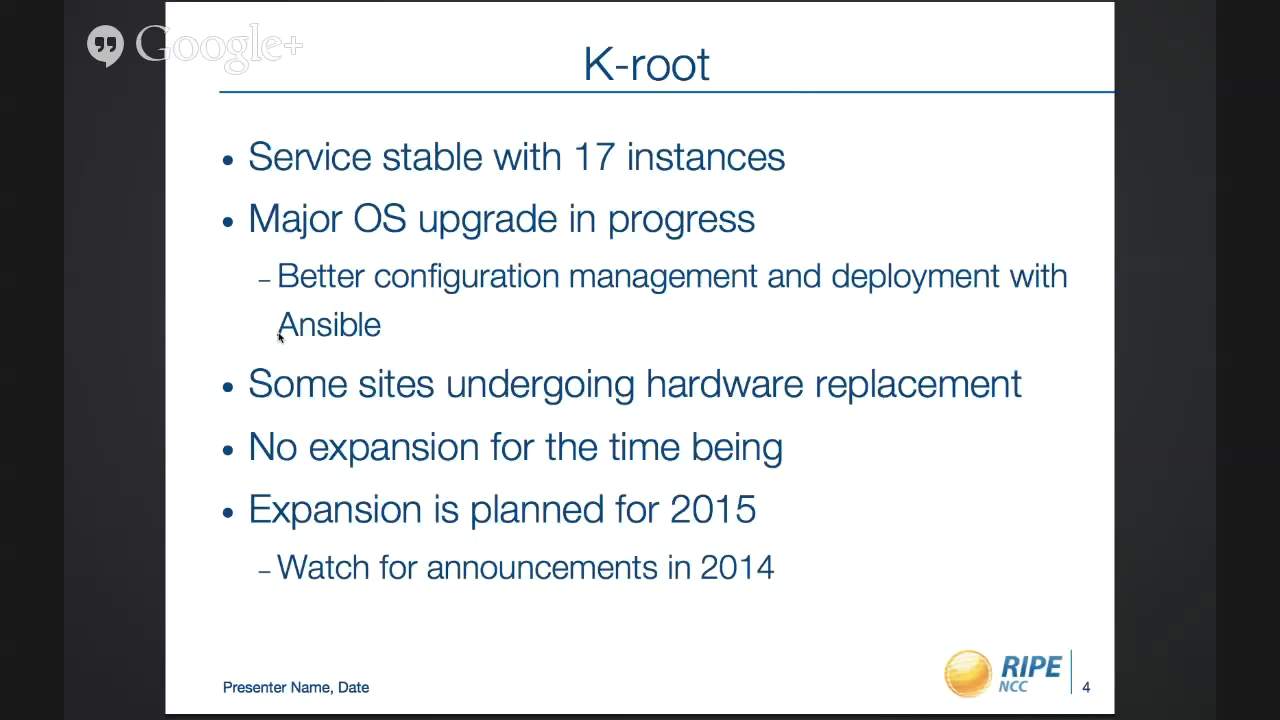 Google+
K-root
• Service stable with 17 instances
• Major OS upgrade in progress
– Better configuration management and deployment with
Ansible
• Some sites undergoing hardware replacement
• No expansion for the time being
• Expansion is planned for 2015
– Watch for announcements in 2014
Presenter Name, Date
RIPE
NCC
4